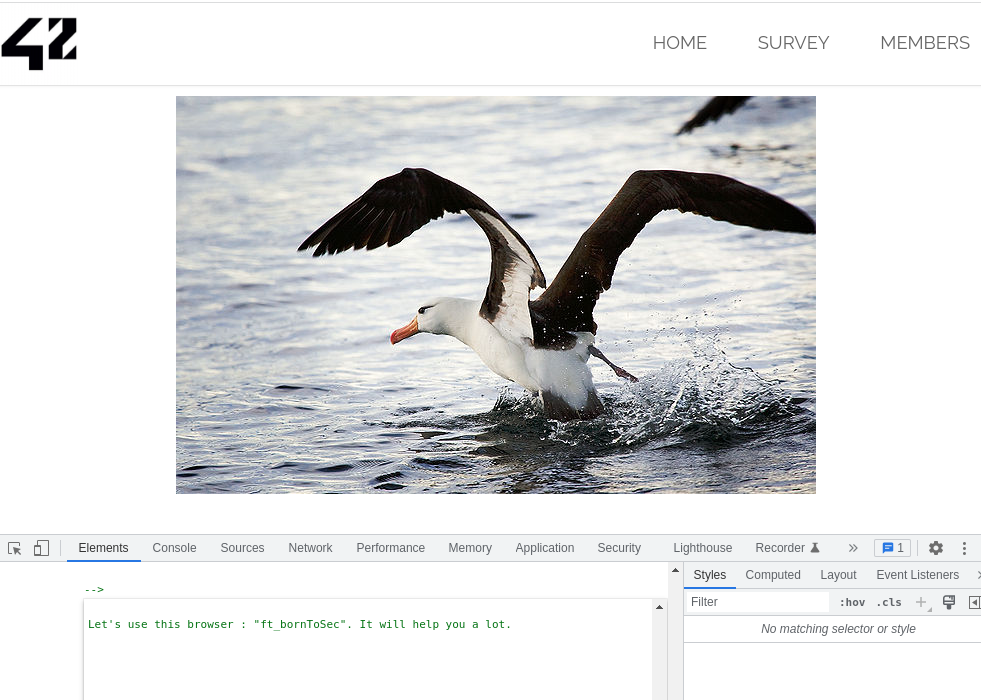 42
HOME SURVEY MEMBERS
Elements Console Sources Network Performance Memory Application Security Lighthouse Recorder 1
-->
Let's use this browser : "ft_bornToSec". It will help you a lot.
Styles Computed Layout Event Listeners
Filter :hov .cls
No matching selector or style